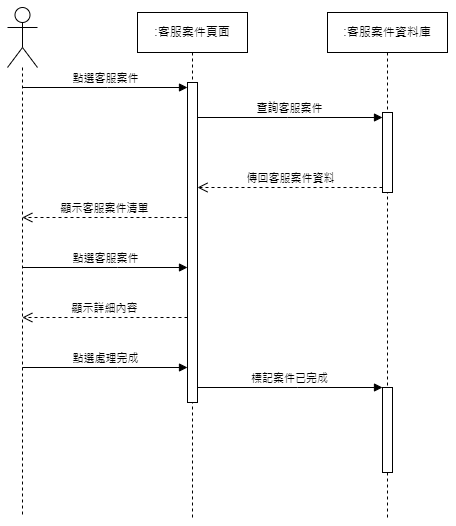 :客服案件頁面
:客服案件資料庫
點選客服案件
查詢客服案件
傳回客服案件資料
顯示客服案件清單
點選客服案件
顯示詳細內容
點選處理完成
標記案件已完成